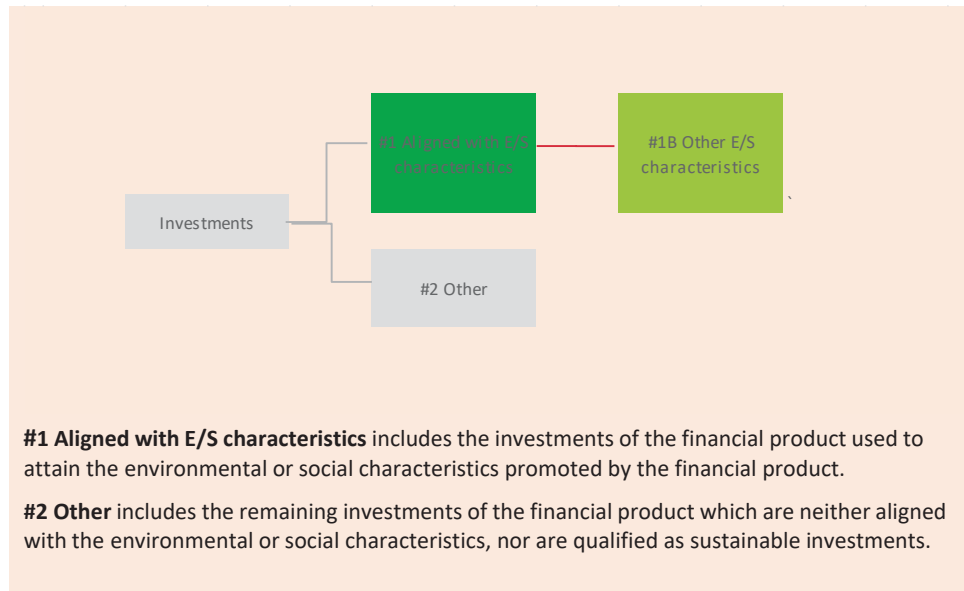 #1 Aligned with E/S
characteristics
#1B Other E/S
characteristics
`
Investments
#2 Other
#1 Aligned with E/S characteristics includes the investments of the financial product used to
attain the environmental or social characteristics promoted by the financial product.
#2 Other includes the remaining investments of the financial product which are neither aligned
with the environmental or social characteristics, nor are qualified as sustainable investments.